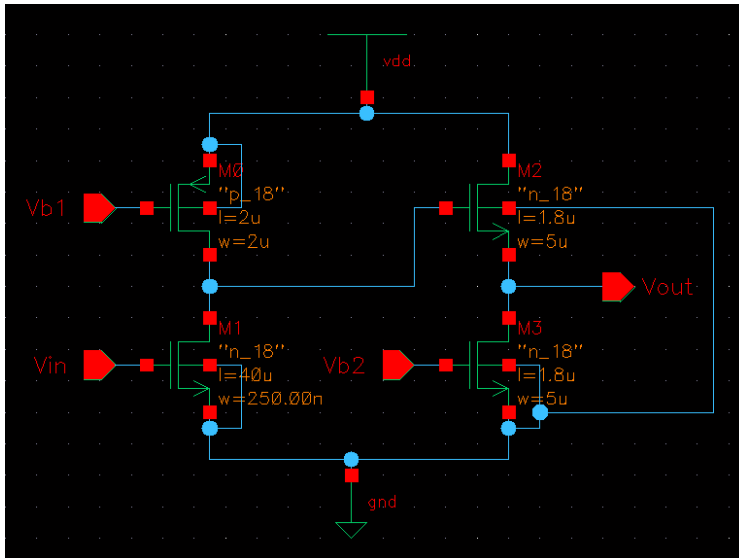 vdd
M0
"p_18"
l=2u
w=2u
Vb1
M2
"n_18"
l=1.8u
w=5u
Vout
M1
"n_18"
l=40u
w=250.00n
Vin
M3
"n_18"
l=1.8u
w=5u
Vb2
gnd